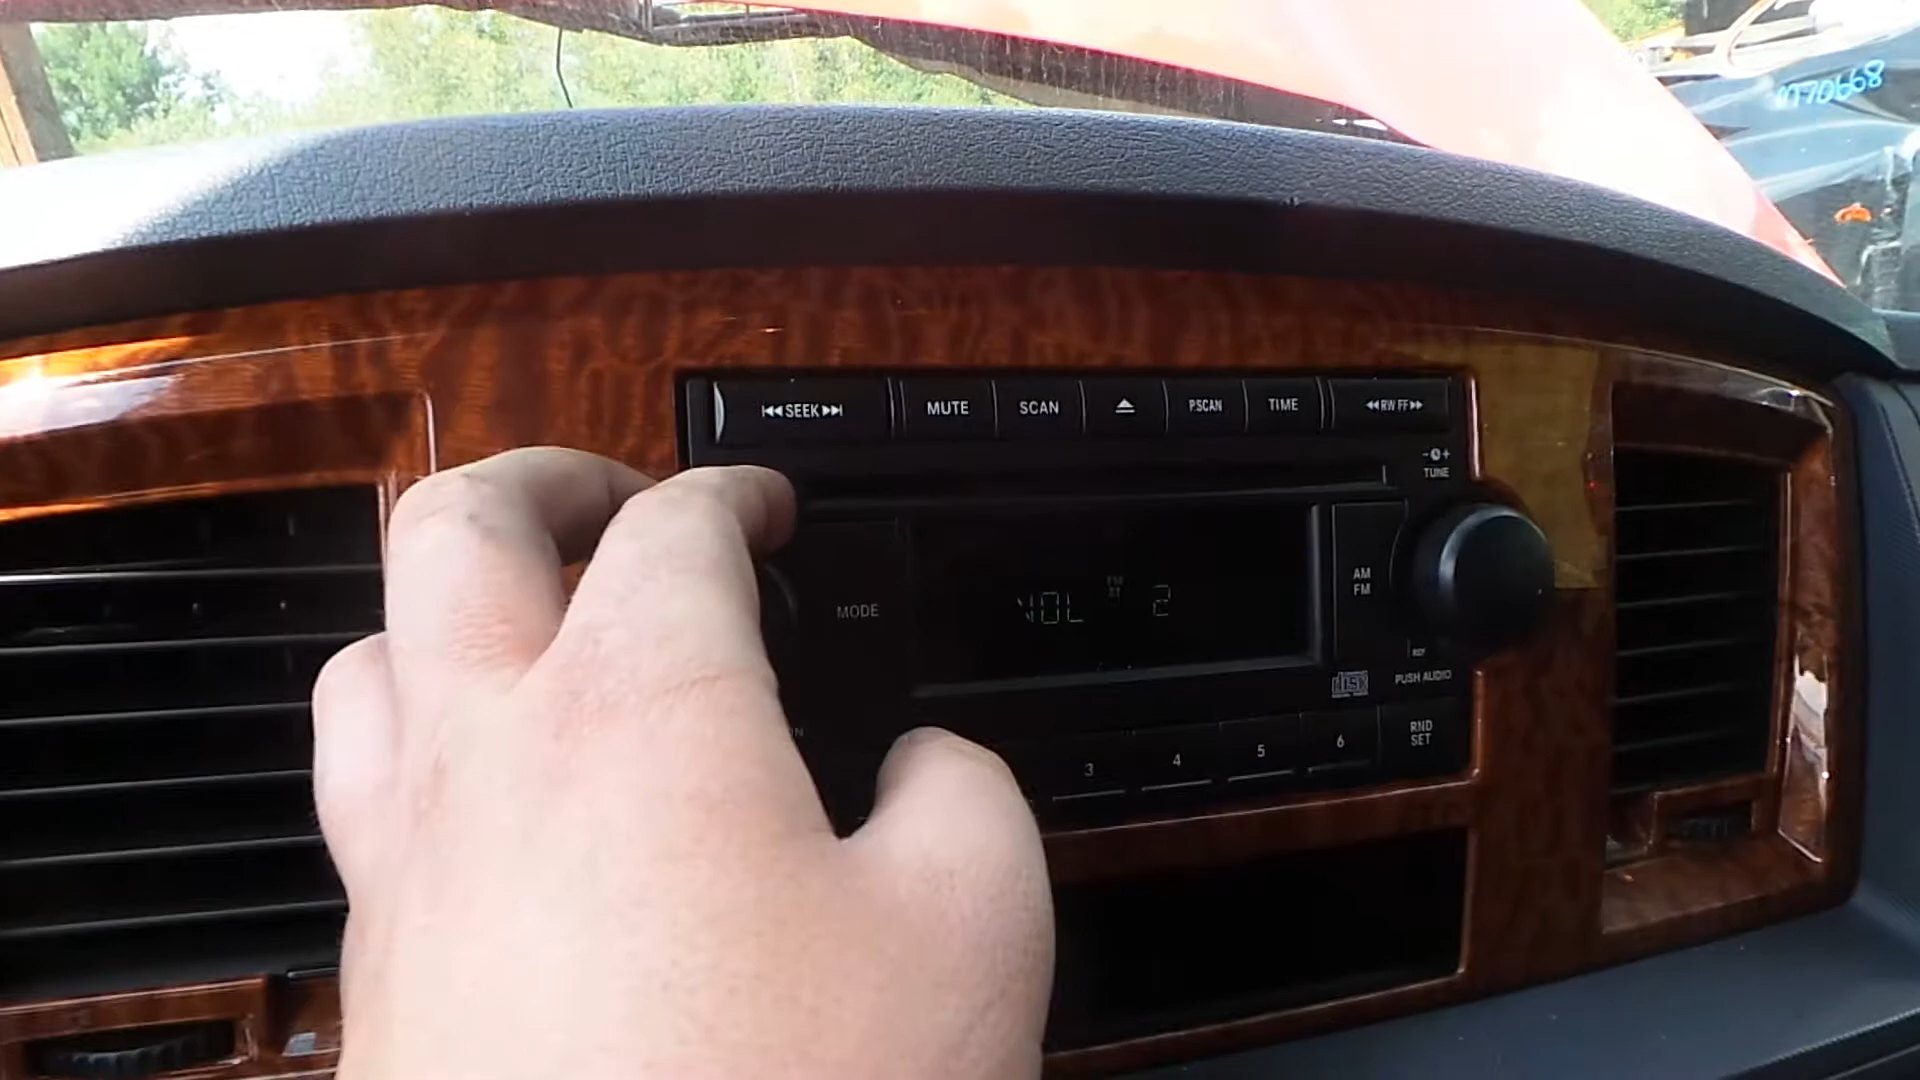 SEEK
MUTE
SCAN
PSCAN
TIME
RW FF
TUNE
MODE
VOL 2
AM
FM
disc
PUSH AUDIO
3
4
5
6
RND
SET